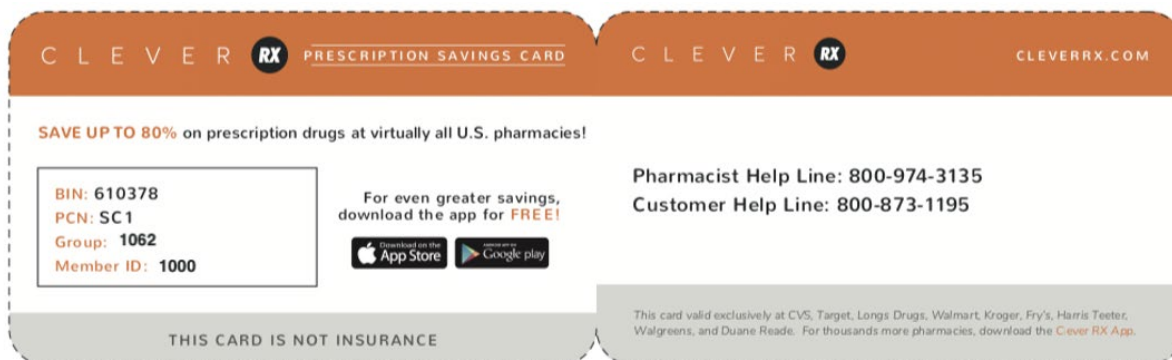 CLEVER RX PRESCRIPTION SAVINGS CARD
SAVE UP TO 80% on prescription drugs at virtually all U.S. pharmacies!
BIN: 610378
PCN: SC1
Group: 1062
Member ID: 1000
For even greater savings,
download the app for FREE!
Download on the
App Store
Google play
THIS CARD IS NOT INSURANCE
CLEVER RX
CLEVERRX.COM
Pharmacist Help Line: 800-974-3135
Customer Help Line: 800-873-1195
This card valid exclusively at CVS, Target, Longs Drugs, Walmart, Kroger, Fry's, Harris Teeter,
Walgreens, and Duane Reade. For thousands more pharmacies, download the Clever RX App.